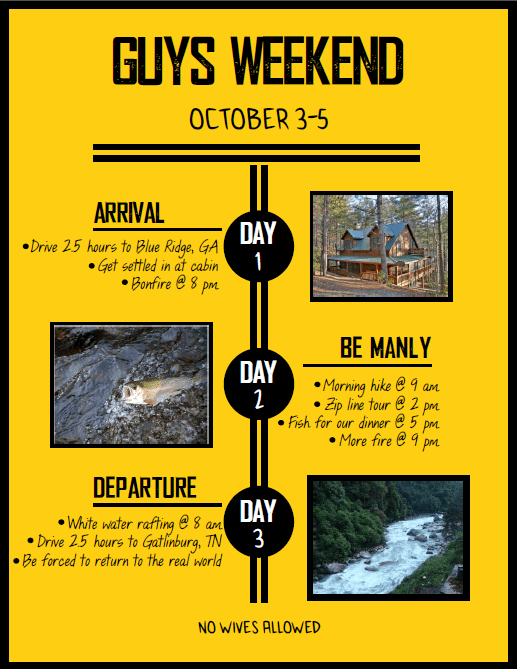 GUYS WEEKEND
OCTOBER 3-5
ARRIVAL
•Drive 2.5 hours to Blue Ridge, GA
•Get settled in at cabin
•Bonfire @ 8 pm
DAY
1
BE MANLY
•Morning hike @ 9 am
•Zip line tour @ 2 pm
•Fish for our dinner @ 5 pm
•More fire @ 9 pm
DAY
2
DEPARTURE
•White water rafting @ 8 am
•Drive 2.5 hours to Gatlinburg, TN
•Be forced to return to the real world
DAY
3
NO WIVES ALLOWED